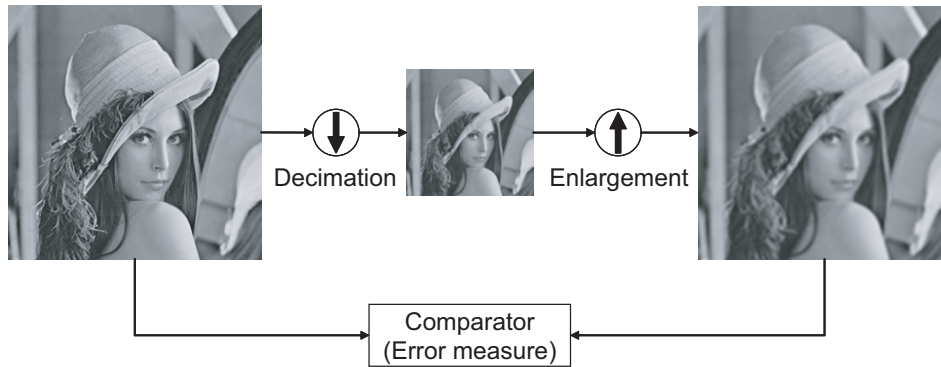 Decimation
Enlargement
Comparator
(Error measure)